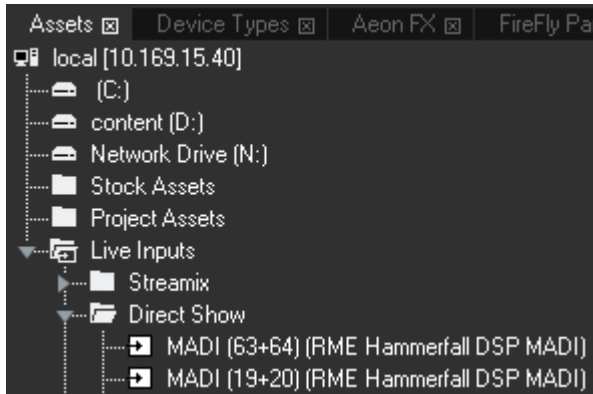 Assets Device Types Aeon FX FireFly Pa
local [10.169.15.40]
(C:)
content (D:)
Network Drive (N:)
Stock Assets
Project Assets
Live Inputs
Streamix
Direct Show
MADI (63+64) (RME Hammerfall DSP MADI)
MADI (19+20) (RME Hammerfall DSP MADI)